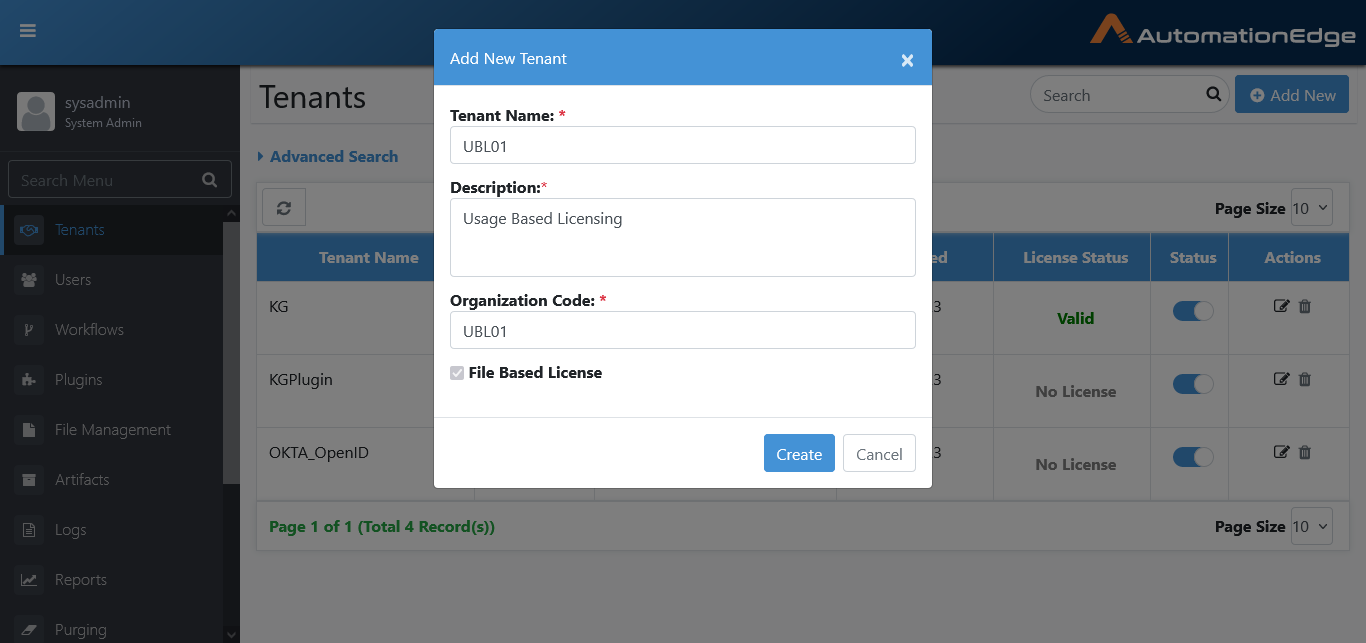 AutomationEdge
sysadmin
System Admin
Search Menu
Tenants
Users
Workflows
Plugins
File Management
Artifacts
Logs
Reports
Purging
Tenants
Search
Add New
Advanced Search
Page Size 10
Tenant Name ed License Status Status Actions
KG 3 Valid
KGPlugin 3 No License
OKTA_OpenID 3 No License
Page 1 of 1 (Total 4 Record(s))
Page Size 10
Add New Tenant
×
Tenant Name: *
UBL01
Description:*
Usage Based Licensing
Organization Code: *
UBL01
File Based License
Create
Cancel